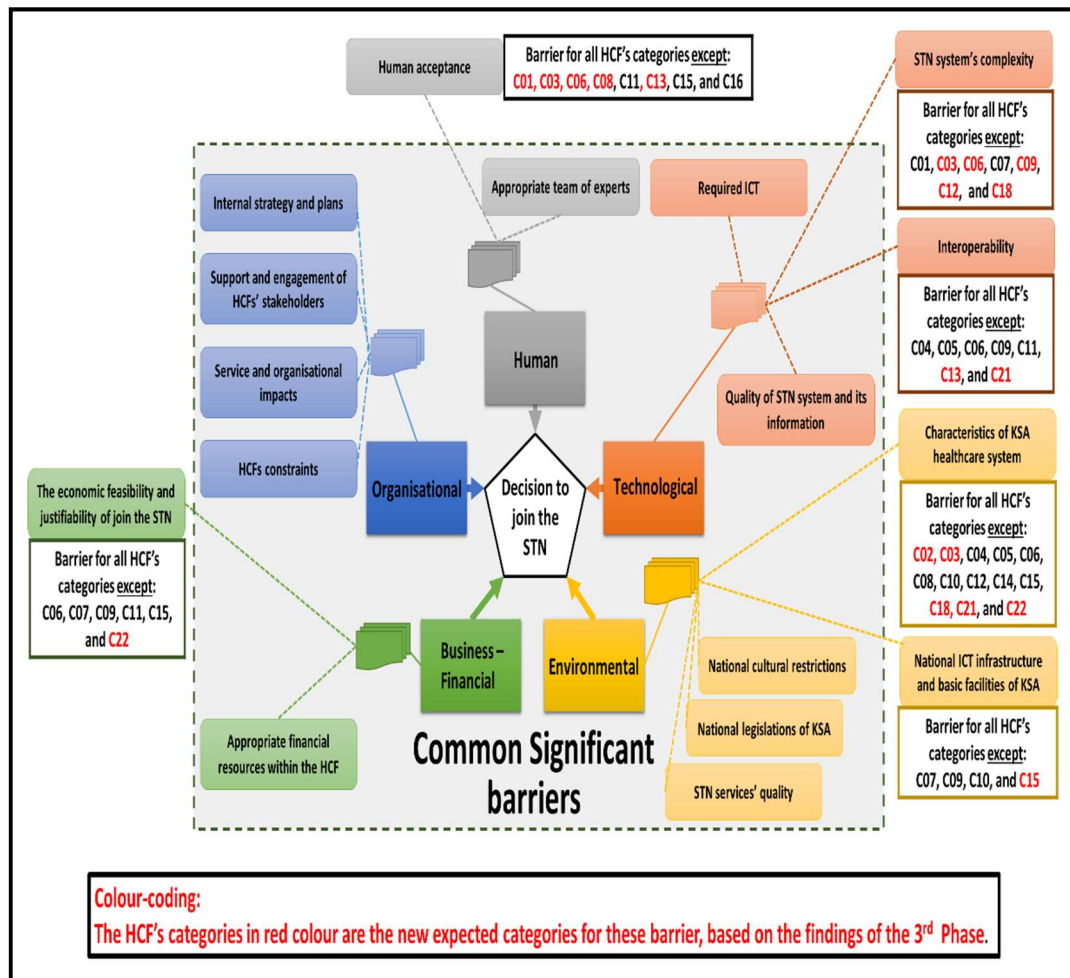 Human acceptance
Barrier for all HCF's categories except:
C01, C03, C06, C08, C11, C13, C15, and C16
STN system's complexity
Barrier for all HCF's
categories except:
C01, C03, C06, C07, C09,
C12, and C18
Internal strategy and plans
Appropriate team of experts
Required ICT
Support and engagement of
HCFs' stakeholders
Interoperability
Barrier for all HCF's
categories except:
C04, C05, C06, C09, C11,
C13, and C21
Service and organisational
impacts
Human
Quality of STN system and its
information
HCFs constraints
Organisational
Decision to
join the
STN
Technological
Characteristics of KSA
healthcare system
Barrier for all HCF's
categories except:
C02, C03, C04, C05, C06,
C08, C10, C12, C14, C15,
C18, C21, and C22
The economic feasibility and
justifiability of join the STN
Barrier for all HCF's
categories except:
C06, C07, C09, C11, C15,
and C22
Business –
Financial
Environmental
National cultural restrictions
National ICT infrastructure
and basic facilities of KSA
Barrier for all HCF's
categories except:
C07, C09, C10, and C15
Appropriate financial
resources within the HCF
National legislations of KSA
STN services' quality
Common Significant
barriers
Colour-coding:
The HCF's categories in red colour are the new expected categories for these barrier, based on the findings of the 3rd Phase.